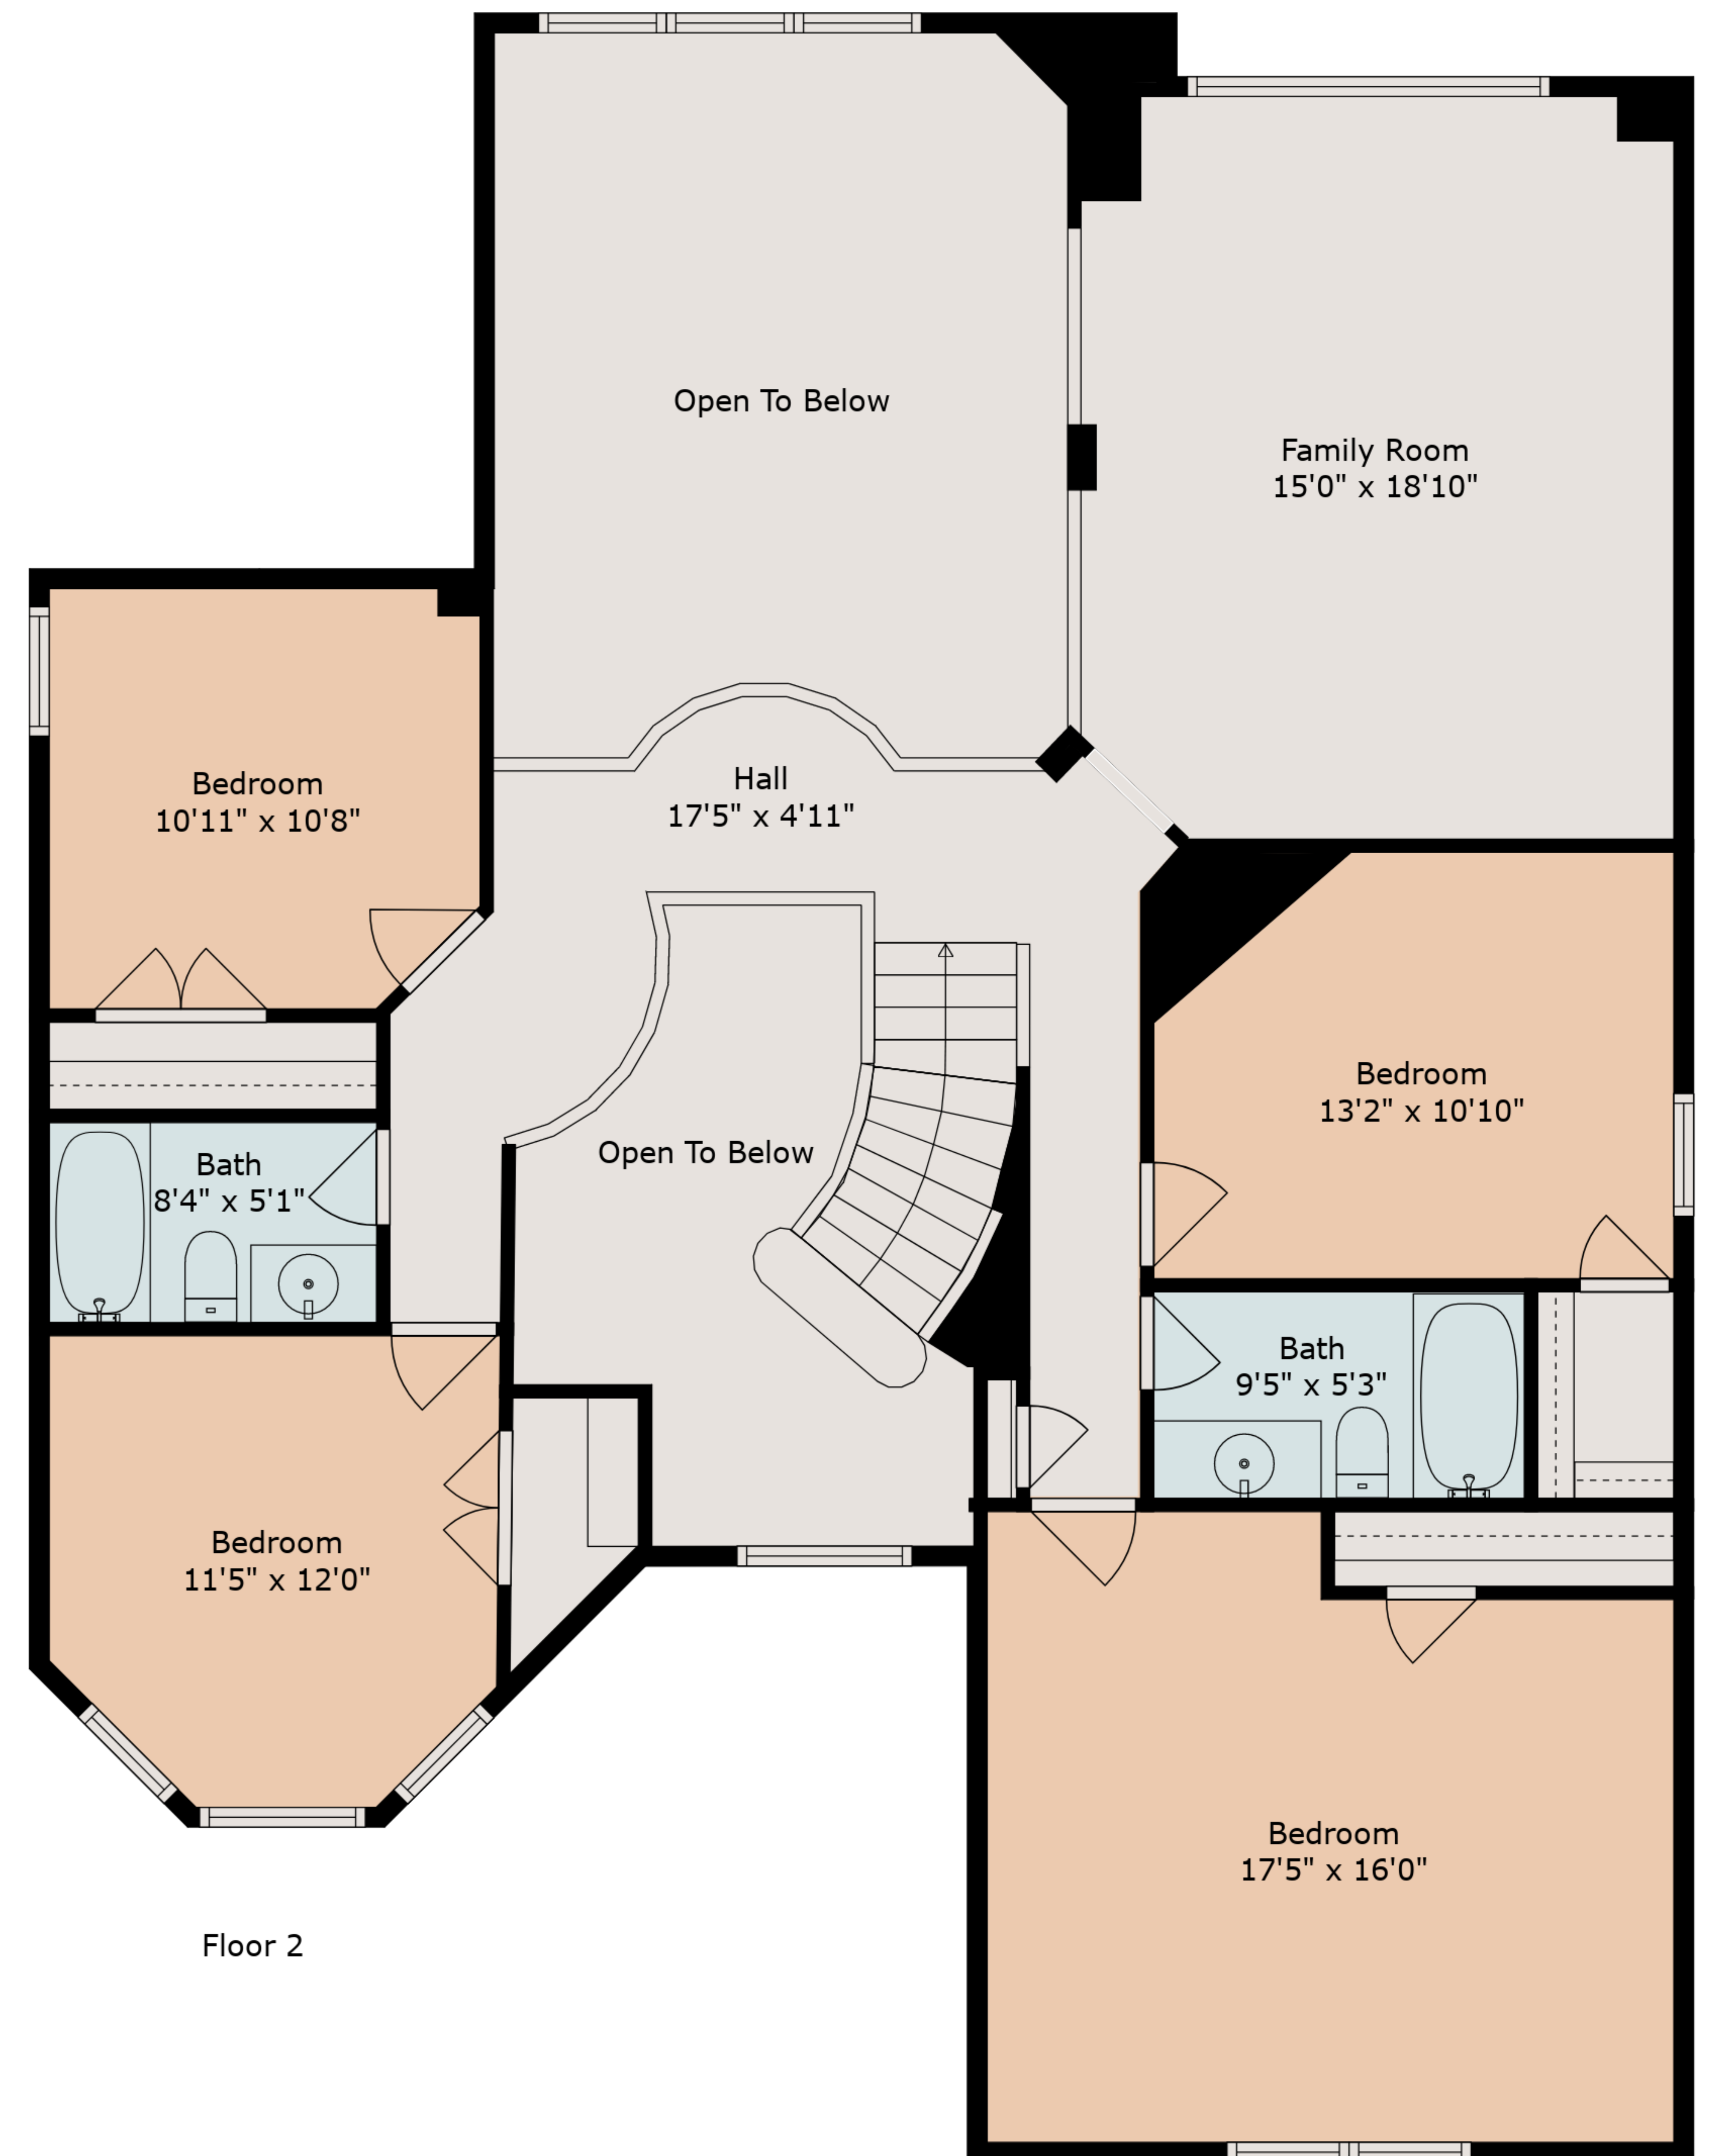 Open To Below
Family Room
15'0" x 18'10"
Bedroom
10'11" x 10'8"
Hall
17'5" x 4'11"
Bedroom
13'2" x 10'10"
Open To Below
Bath
8'4" x 5'1"
Bath
9'5" x 5'3"
Bedroom
11'5" x 12'0"
Bedroom
17'5" x 16'0"
Floor 2